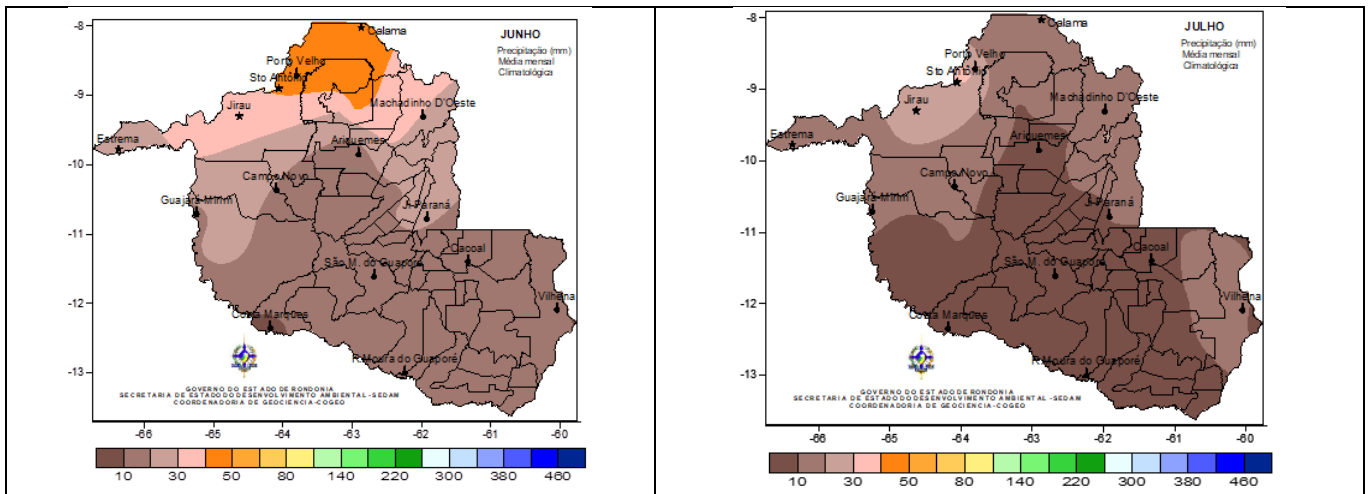 JUNHO
Precipitação (mm)
Média mensal
Climatológica
-8
-9
-10
-11
-12
-13
Calama
Porto Velho
Sto Antônio
Machadinho D'Oeste
Jirau
Estrema
Ariquemes
Campo Novo
Guajará-Mirim
Ji-Paraná
Cacoal
São M. do Guaporé
Vilhena
Costa Marques
R.Moura do Guaporé
GOVERNO DO ESTADO DE RONDONIA
SECRETARIA DE ESTADO DO DESENVOLVIMENTO AMBIENTAL -SEDAM
COORDENADORIA DE GEOCIENCIA-COGEO
-66 -65 -64 -63 -62 -61 -60
10 30 50 80 140 220 300 380 460
JULHO
Precipitação (mm)
Média mensal
Climatológica
-8
-9
-10
-11
-12
-13
Calama
Porto Velho
Sto Antônio
Jirau
Machadinho D'Oeste
Estrema
Ariquemes
Campo Novo
Guajará-Mirim
Ji-Paraná
Cacoal
São M. do Guaporé
Vilhena
Costa Marques
R.Moura do Guaporé
GOVERNO DO ESTADO DE RONDONIA
SECRETARIA DE ESTADO DO DESENVOLVIMENTO AMBIENTAL -SEDAM
COORDENADORIA DE GEOCIENCIA-COGEO
-66 -65 -64 -63 -62 -61 -60
10 30 50 80 140 220 300 380 460